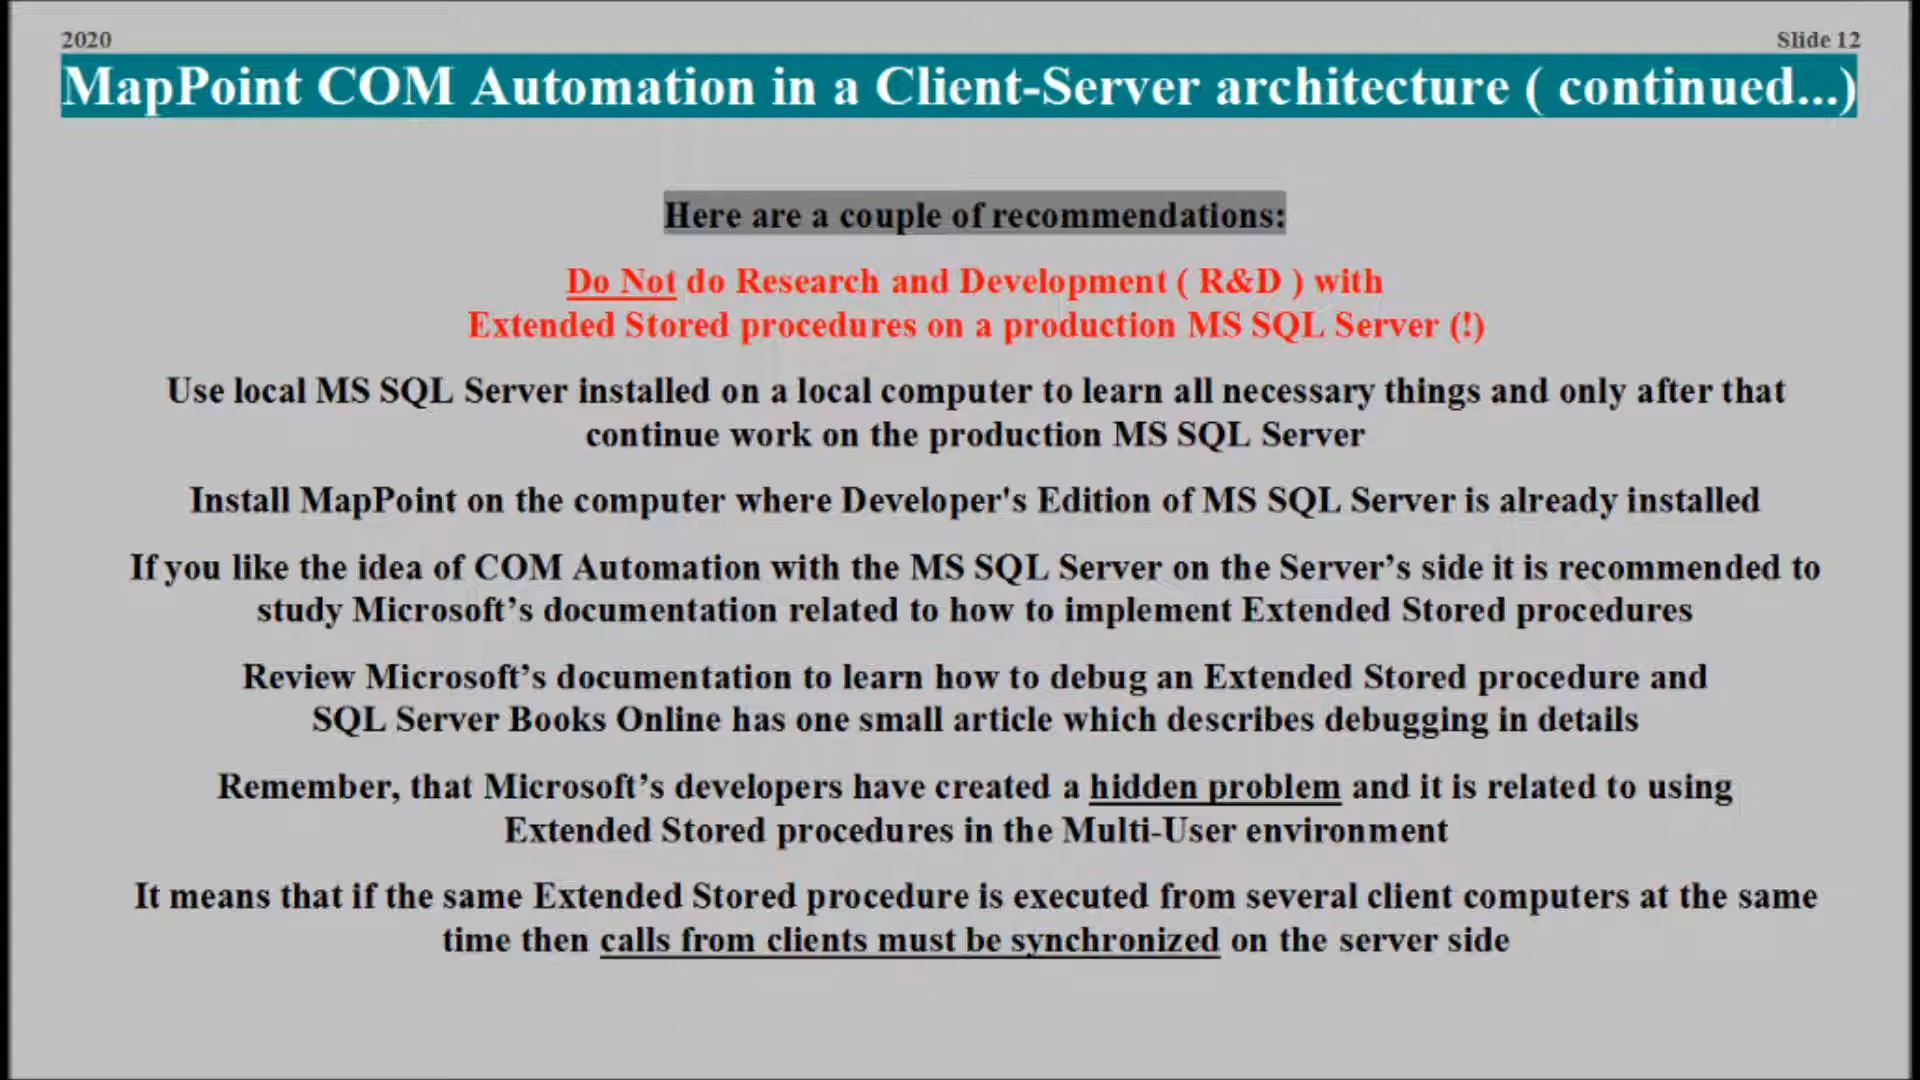 2020
Slide 12
MapPoint COM Automation in a Client-Server architecture ( continued...)
Here are a couple of recommendations:
Do Not do Research and Development ( R&D ) with
Extended Stored procedures on a production MS SQL Server (!)
Use local MS SQL Server installed on a local computer to learn all necessary things and only after that
continue work on the production MS SQL Server
Install MapPoint on the computer where Developer's Edition of MS SQL Server is already installed
If you like the idea of COM Automation with the MS SQL Server on the Server’s side it is recommended to
study Microsoft’s documentation related to how to implement Extended Stored procedures
Review Microsoft’s documentation to learn how to debug an Extended Stored procedure and
SQL Server Books Online has one small article which describes debugging in details
Remember, that Microsoft’s developers have created a hidden problem and it is related to using
Extended Stored procedures in the Multi-User environment
It means that if the same Extended Stored procedure is executed from several client computers at the same
time then calls from clients must be synchronized on the server side